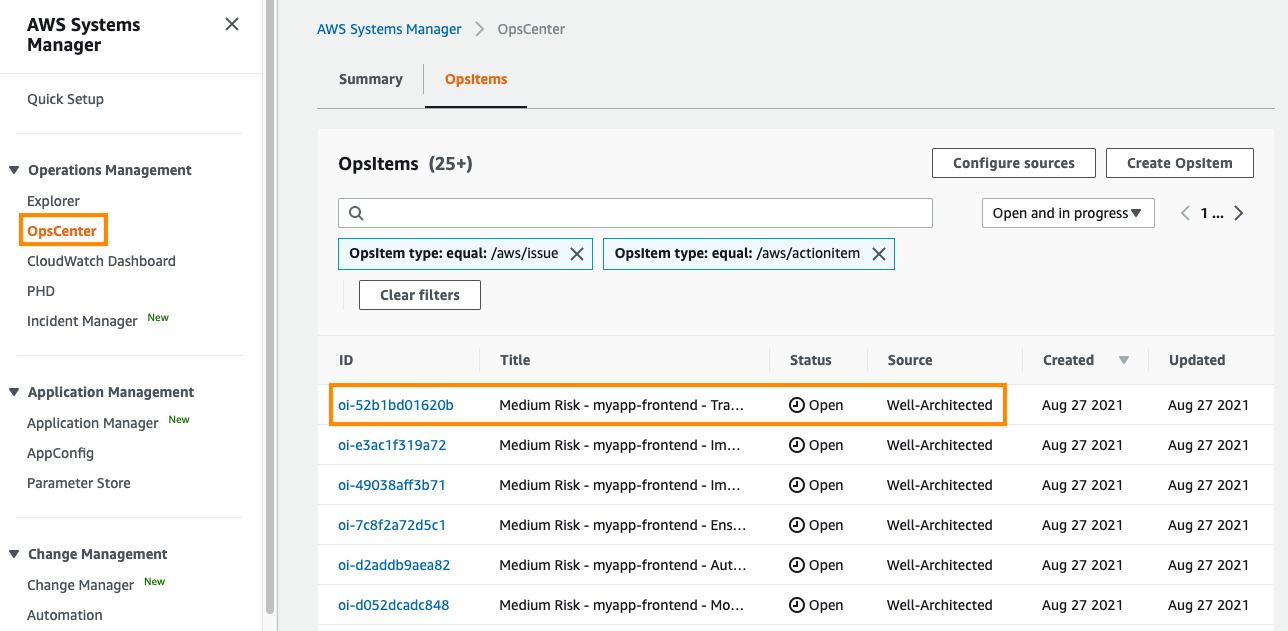 AWS Systems
Manager
Quick Setup
Operations Management
Explorer
OpsCenter
CloudWatch Dashboard
PHD
Incident Manager New
Application Management
Application Manager New
AppConfig
Parameter Store
Change Management
Change Manager New
Automation
AWS Systems Manager > OpsCenter
Summary OpsItems
OpsItems (25+) Configure sources Create OpsItem
Open and in progress 1 ...
OpsItem type: equal: /aws/issue OpsItem type: equal: /aws/actionitem
Clear filters
ID Title Status Source Created Updated
oi-52b1bd01620b Medium Risk - myapp-frontend - Tra... Open Well-Architected Aug 27 2021 Aug 27 2021
oi-e3ac1f319a72 Medium Risk - myapp-frontend - Im... Open Well-Architected Aug 27 2021 Aug 27 2021
oi-49038aff3b71 Medium Risk - myapp-frontend - Im... Open Well-Architected Aug 27 2021 Aug 27 2021
oi-7c8f2a72d5c1 Medium Risk - myapp-frontend - Ens... Open Well-Architected Aug 27 2021 Aug 27 2021
oi-d2addb9aea82 Medium Risk - myapp-frontend - Aut... Open Well-Architected Aug 27 2021 Aug 27 2021
oi-d052dcadc848 Medium Risk - myapp-frontend - Mo... Open Well-Architected Aug 27 2021 Aug 27 2021